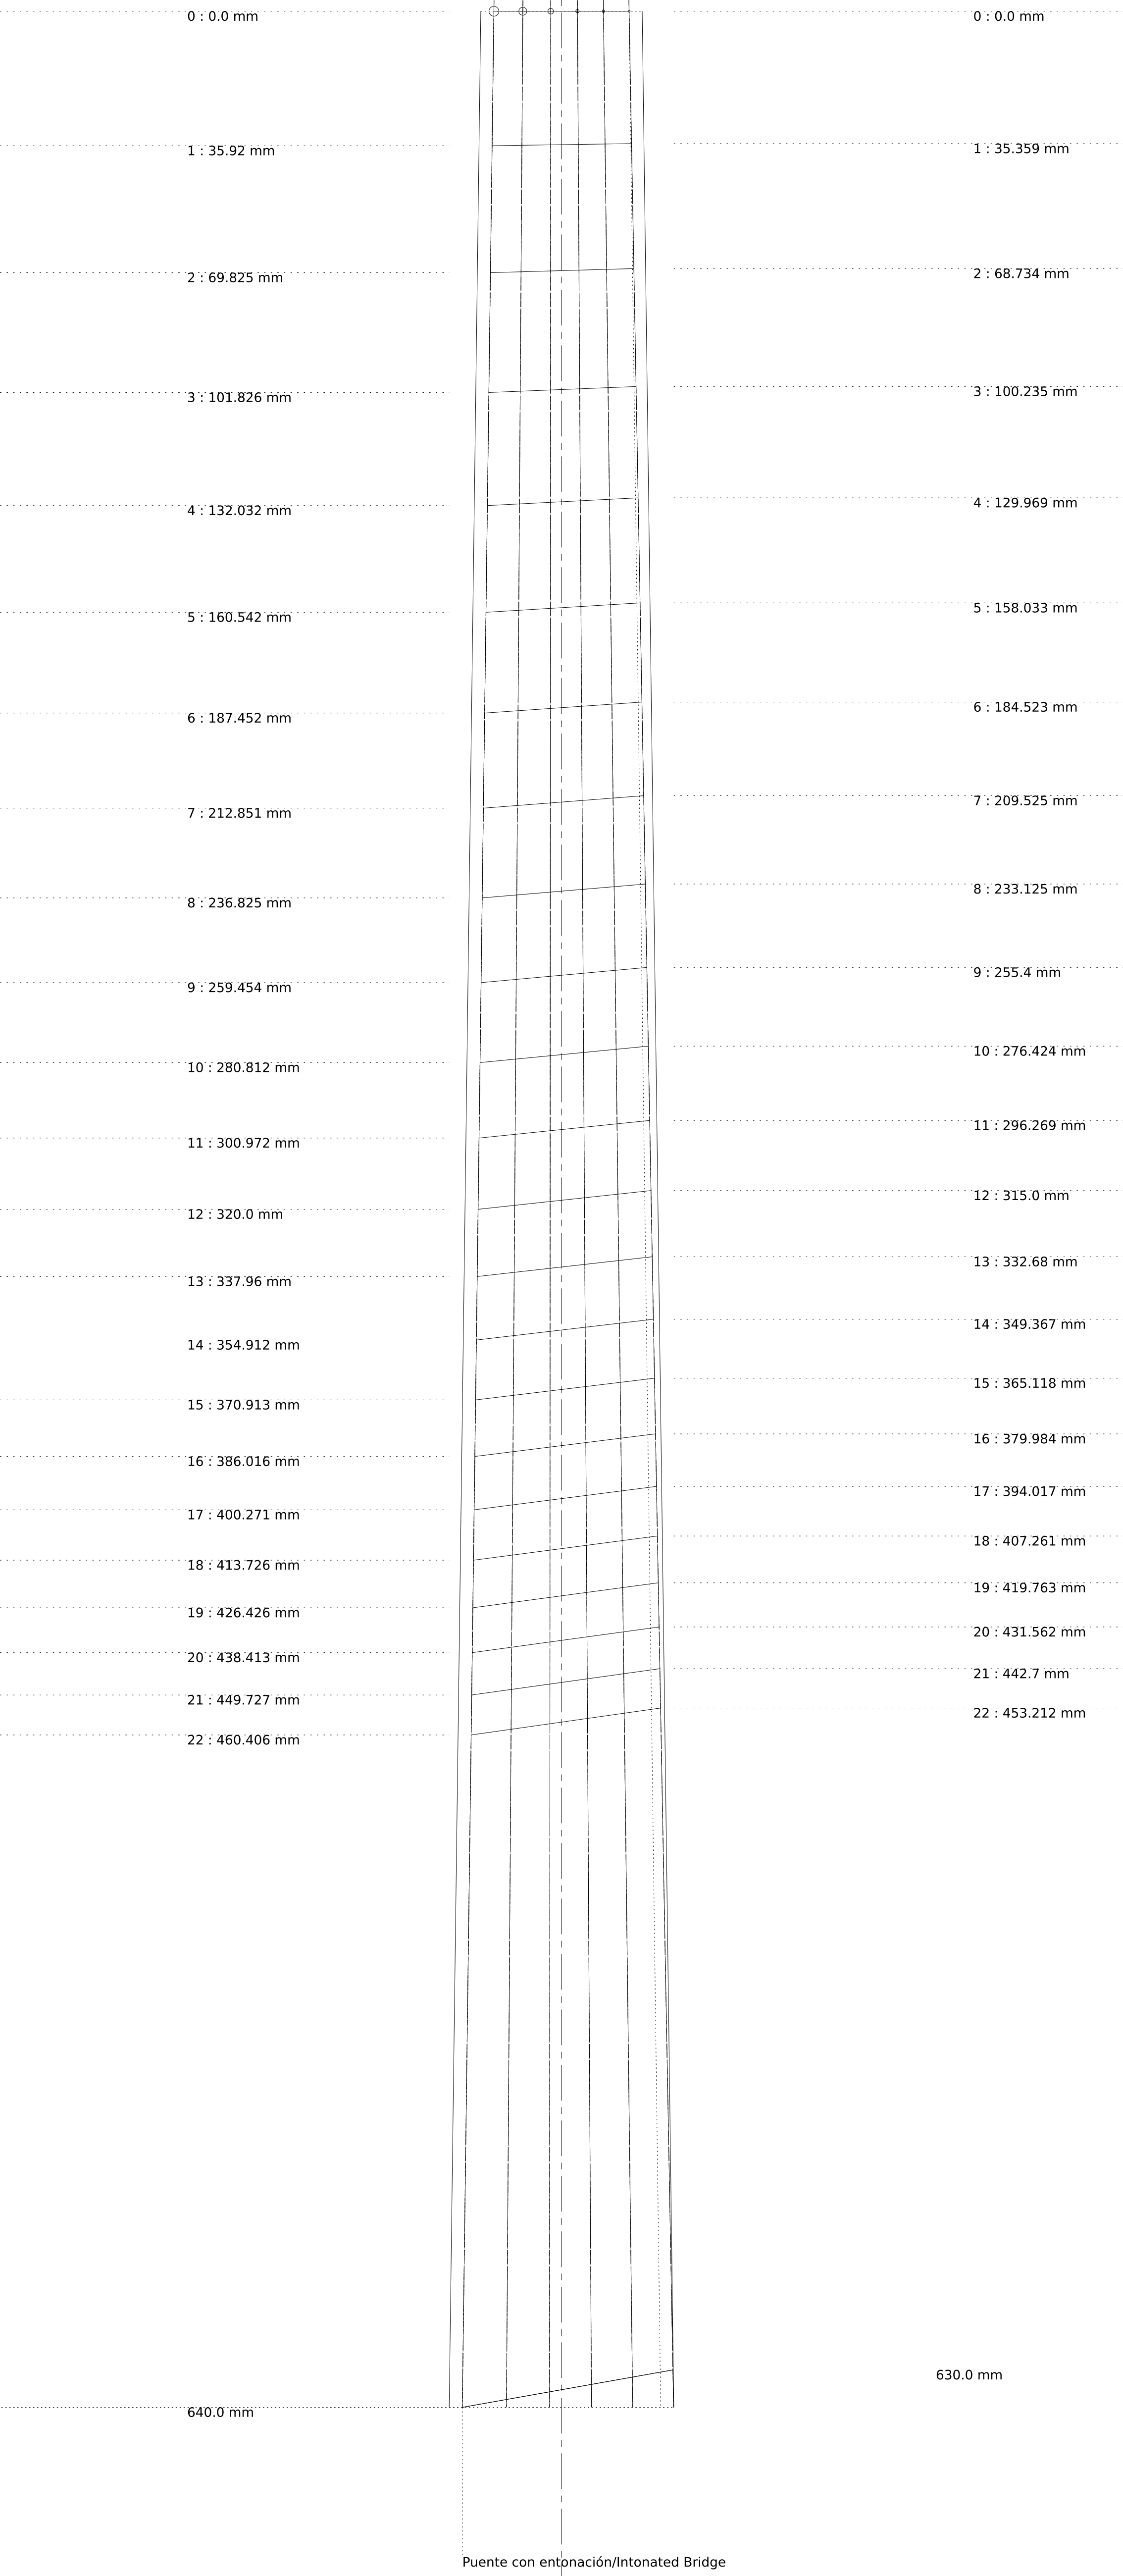 0 : 0.0 mm
0 : 0.0 mm
1 : 35.359 mm
1 : 35.92 mm
2 : 68.734 mm
2 : 69.825 mm
3 : 100.235 mm
3 : 101.826 mm
4 : 129.969 mm
4 : 132.032 mm
5 : 158.033 mm
5 : 160.542 mm
6 : 184.523 mm
6 : 187.452 mm
7 : 209.525 mm
7 : 212.851 mm
8 : 233.125 mm
8 : 236.825 mm
9 : 255.4 mm
9 : 259.454 mm
10 : 276.424 mm
10 : 280.812 mm
11 : 296.269 mm
11 : 300.972 mm
12 : 315.0 mm
12 : 320.0 mm
13 : 332.68 mm
13 : 337.96 mm
14 : 349.367 mm
14 : 354.912 mm
15 : 365.118 mm
15 : 370.913 mm
16 : 379.984 mm
16 : 386.016 mm
17 : 394.017 mm
17 : 400.271 mm
18 : 407.261 mm
18 : 413.726 mm
19 : 419.763 mm
19 : 426.426 mm
20 : 431.562 mm
20 : 438.413 mm
21 : 442.7 mm
21 : 449.727 mm
22 : 453.212 mm
22 : 460.406 mm
630.0 mm
640.0 mm
Puente con entonación/Intonated Bridge